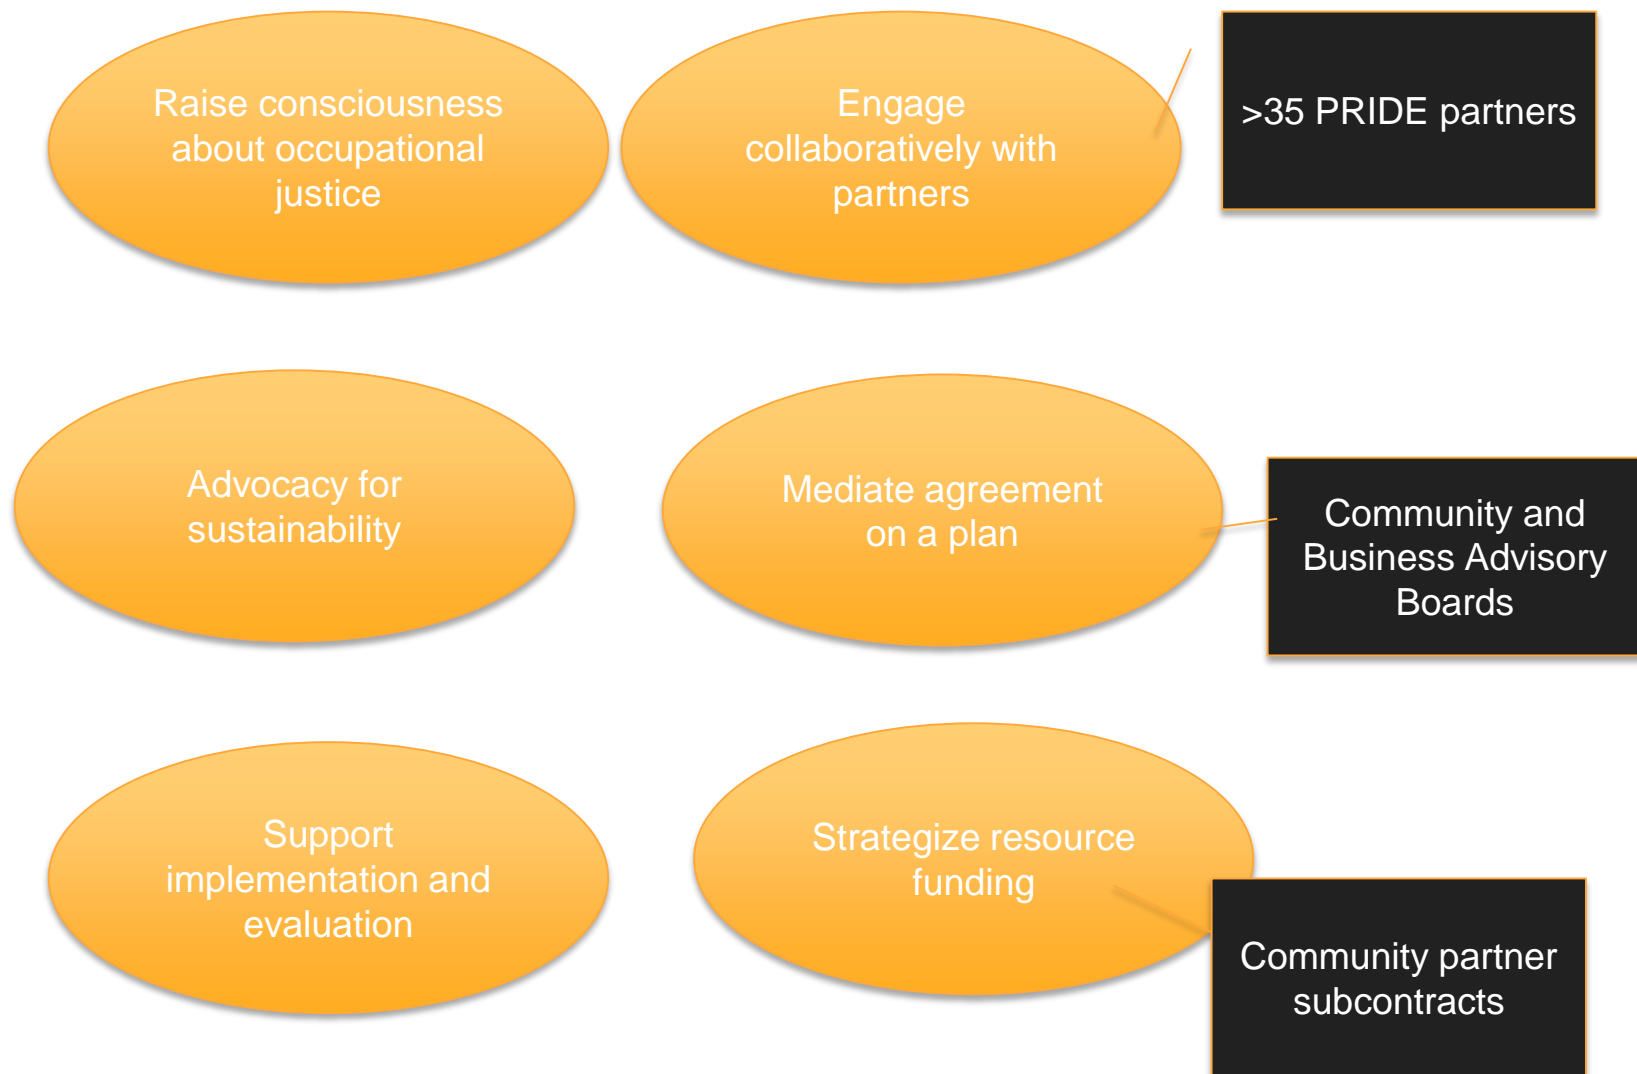 Raise consciousness
about occupational
justice
Engage
collaboratively with
partners
>35 PRIDE partners
Advocacy for
sustainability
Mediate agreement
on a plan
Community and
Business Advisory
Boards
Support
implementation and
evaluation
Strategize resource
funding
Community partner
subcontracts